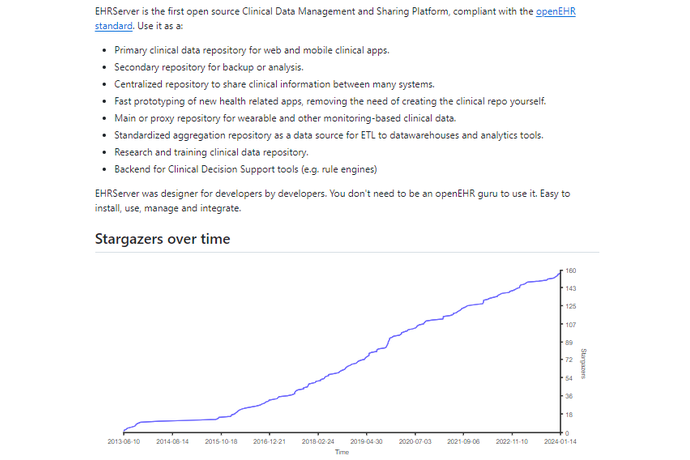 EHRServer is the first open source Clinical Data Management and Sharing Platform, compliant with the openEHR
standard. Use it as a:
• Primary clinical data repository for web and mobile clinical apps.
• Secondary repository for backup or analysis.
• Centralized repository to share clinical information between many systems.
• Fast prototyping of new health related apps, removing the need of creating the clinical repo yourself.
• Main or proxy repository for wearable and other monitoring-based clinical data.
• Standardized aggregation repository as a data source for ETL to datawarehouses and analytics tools.
• Research and training clinical data repository.
• Backend for Clinical Decision Support tools (e.g. rule engines)
EHRServer was designer for developers by developers. You don't need to be an openEHR guru to use it. Easy to
install, use, manage and integrate.
Stargazers over time
160
143
125
107
89
72
54
36
18
0
Stargazers
2013-06-10 2014-08-14 2015-10-18 2016-12-21 2018-02-24 2019-04-30 2020-07-03 2021-09-06 2022-11-10 2024-01-14
Time